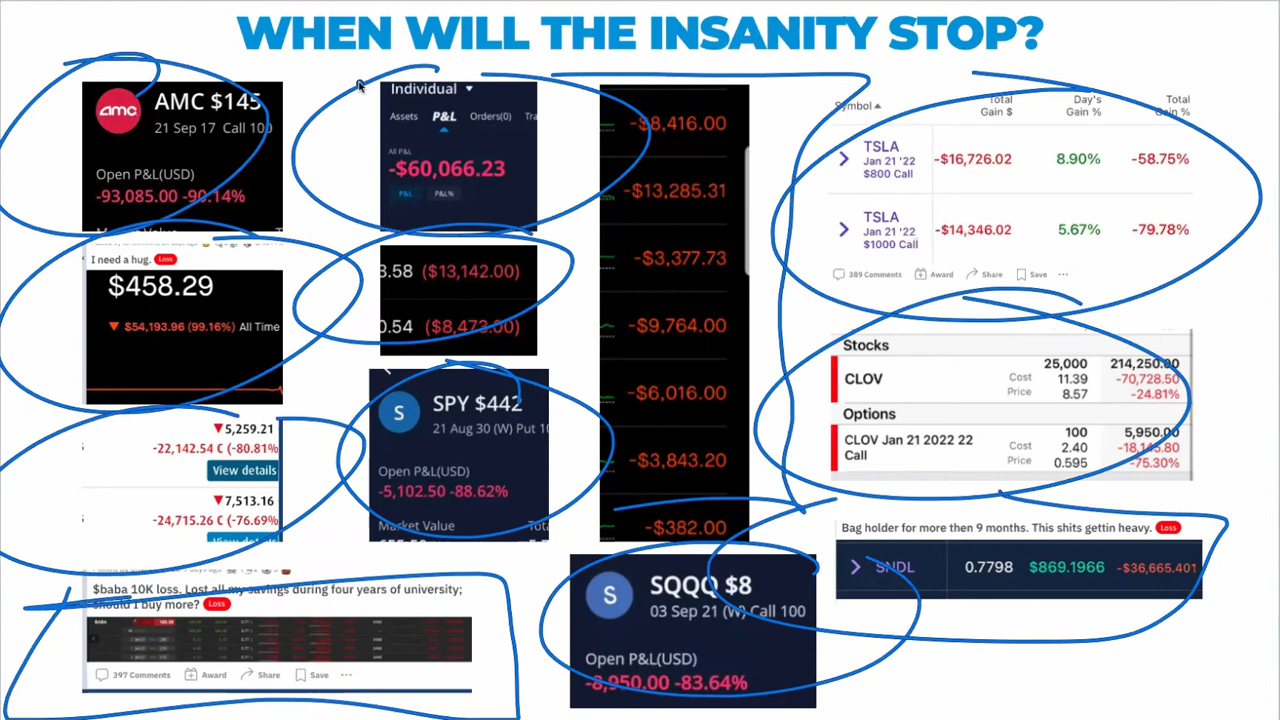 WHEN WILL THE INSANITY STOP?
amc
AMC $145
21 Sep 17 Call 100
Open P&L(USD)
-93,085.00 -90.14%
I need a hug. Loss
$458.29
▼ $54,193.96 (99.16%) All Time
▼5,259.21
-22,142.54 C (-80.81%)
View details
▼7,513.16
-24,715.26 C (-76.69%)
View details
$baba 10K loss. Lost all my savings during four years of university;
should I buy more? Loss
BABA
397 Comments Award Share Save ...
Individual ▼
Assets P&L Orders(0) Tra
All P&L
-$60,066.23
P&L P&L%
3.58 ($13,142.00)
0.54 ($8,473.00)
S
SPY $442
21 Aug 30 (W) Put 10
Open P&L(USD)
-5,102.50 -88.62%
Market Value
-$8,416.00
-$13,285.31
-$3,377.73
-$9,764.00
-$6,016.00
-$3,843.20
-$382.00
S
SQQQ $8
03 Sep 21 (W) Call 100
Open P&L(USD)
-8,950.00 -83.64%
Symbol ▲ Total Gain $ Day's Gain % Total Gain %
TSLA
Jan 21 '22
$800 Call
-$16,726.02 8.90% -58.75%
TSLA
Jan 21 '22
$1000 Call
-$14,346.02 5.67% -79.78%
389 Comments Award Share Save ...
Stocks
CLOV
25,000 214,250.00
Cost 11.39 -70,728.50
Price 8.57 -24.81%
Options
CLOV Jan 21 2022 22
Call
100 5,950.00
Cost 2.40
Price 0.595 -75.30%
Bag holder for more then 9 months. This shits gettin heavy. Loss
SNDL 0.7798 $869.1966 -$36,665.401